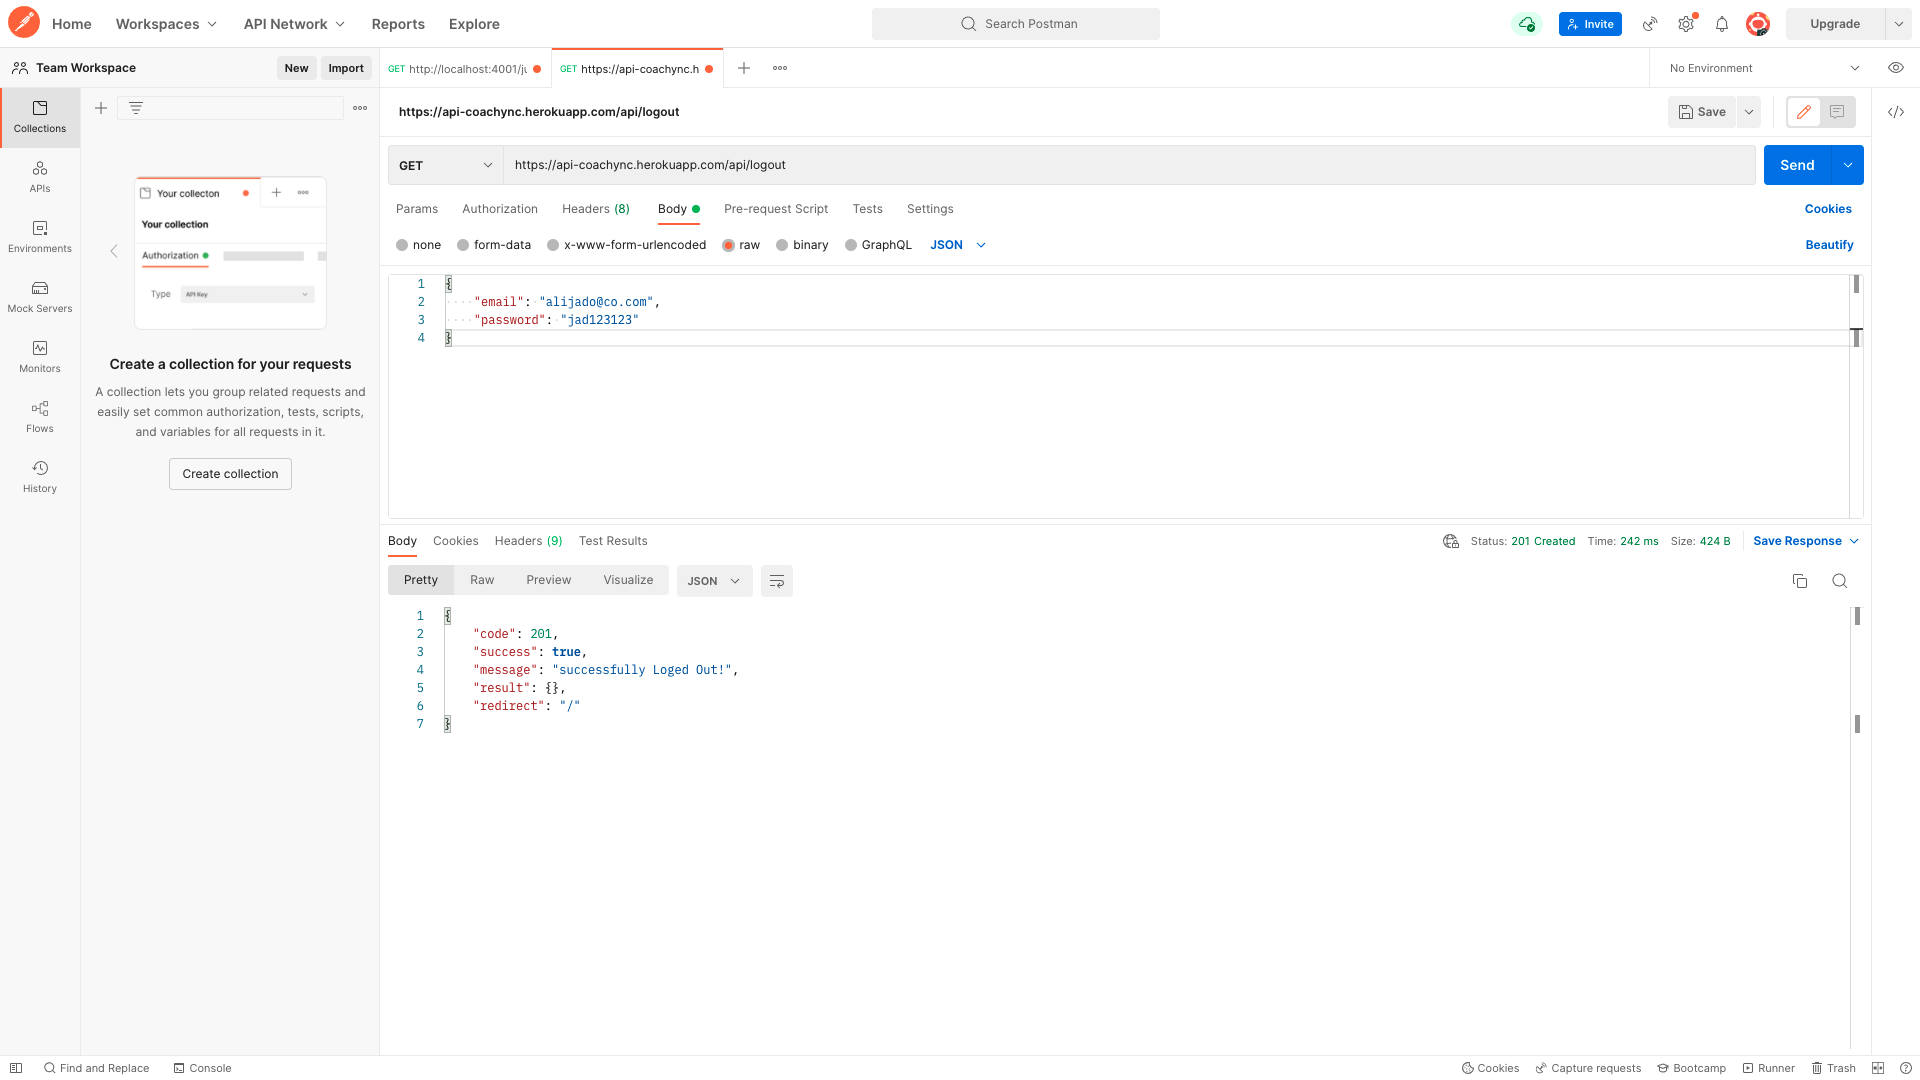 Home Workspaces API Network Reports Explore Search Postman Invite Upgrade
Team Workspace New Import GET http://localhost:4001/ju GET https://api-coachync.h No Environment
https://api-coachync.herokuapp.com/api/logout Save
GET https://api-coachync.herokuapp.com/api/logout Send
Params Authorization Headers (8) Body Pre-request Script Tests Settings Cookies
none form-data x-www-form-urlencoded raw binary GraphQL JSON Beautify
1 {
2 "email": "alijado@co.com",
3 "password": "jad123123"
4 }
Collections
APIs
Environments
Mock Servers
Monitors
Flows
History
Your collecton
Your collection
Authorization
Type API Key
Create a collection for your requests
A collection lets you group related requests and
easily set common authorization, tests, scripts,
and variables for all requests in it.
Create collection
Body Cookies Headers (9) Test Results Status: 201 Created Time: 242 ms Size: 424 B Save Response
Pretty Raw Preview Visualize JSON
1 {
2 "code": 201,
3 "success": true,
4 "message": "successfully Loged Out!",
5 "result": {},
6 "redirect": "/"
7 }
Find and Replace Console Cookies Capture requests Bootcamp Runner Trash